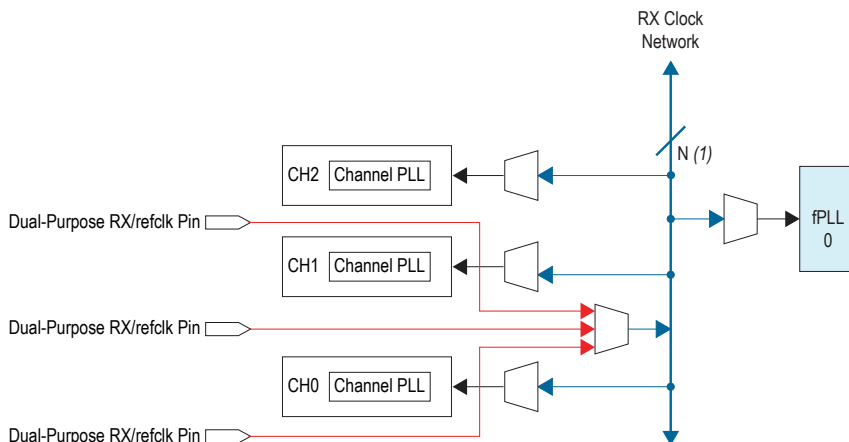 RX Clock
Network
N (1)
CH2 Channel PLL
fPLL
0
Dual-Purpose RX/refclk Pin
CH1 Channel PLL
Dual-Purpose RX/refclk Pin
CH0 Channel PLL
Dual-Purpose RX/refclk Pin